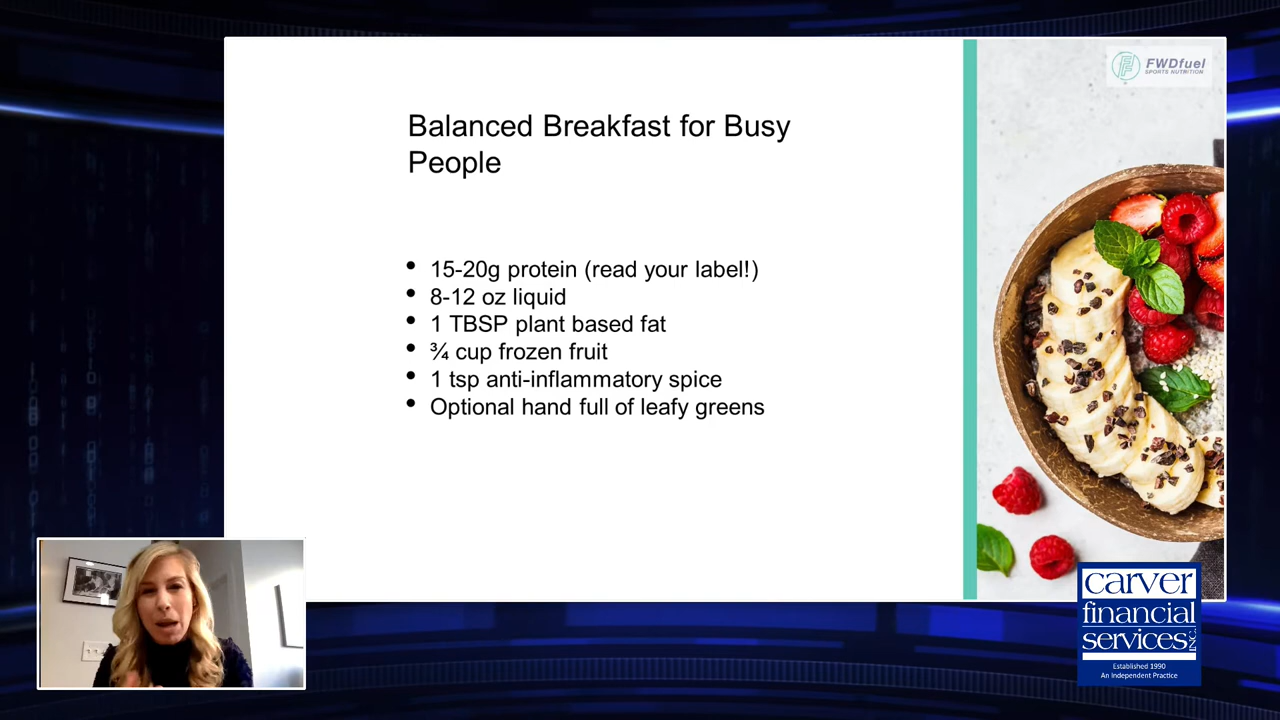 FWDfuel
SPORTS NUTRITION
Balanced Breakfast for Busy
People
• 15-20g protein (read your label!)
• 8-12 oz liquid
• 1 TBSP plant based fat
• ¾ cup frozen fruit
• 1 tsp anti-inflammatory spice
• Optional hand full of leafy greens
carver
financial
services INC.
Established 1990
An Independent Practice